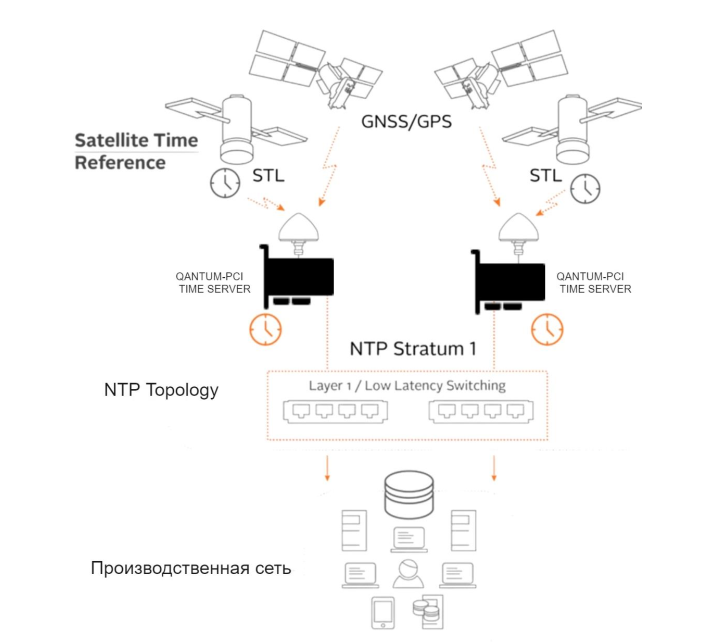 GNSS/GPS
Satellite Time
Reference
STL
STL
QANTUM-PCI
TIME SERVER
QANTUM-PCI
TIME SERVER
NTP Stratum 1
NTP Topology
Layer 1 / Low Latency Switching
Производственная сеть